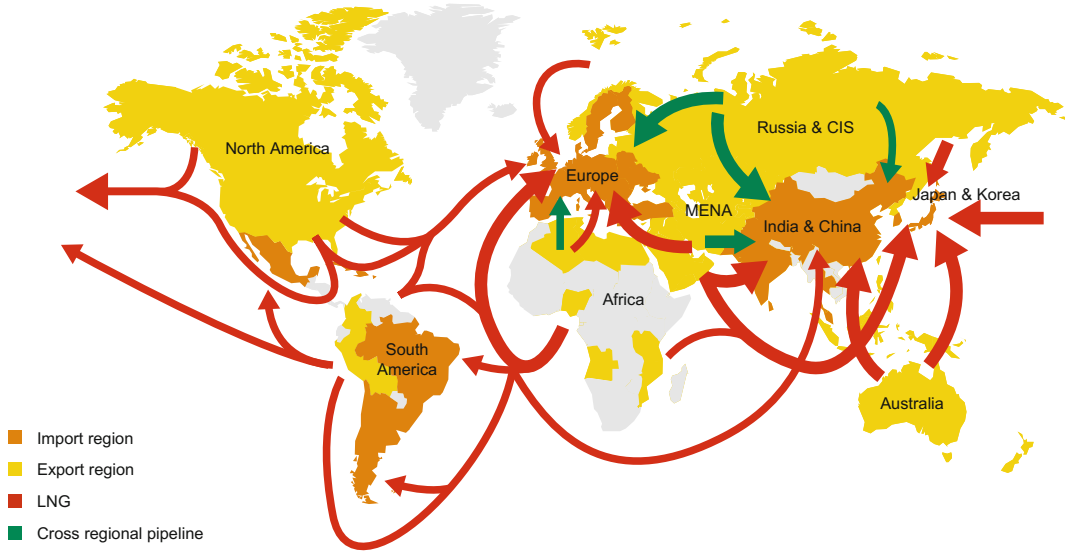 North America
Russia & CIS
Europe
Japan & Korea
MENA
India & China
Africa
South
America
Australia
Import region
Export region
LNG
Cross regional pipeline